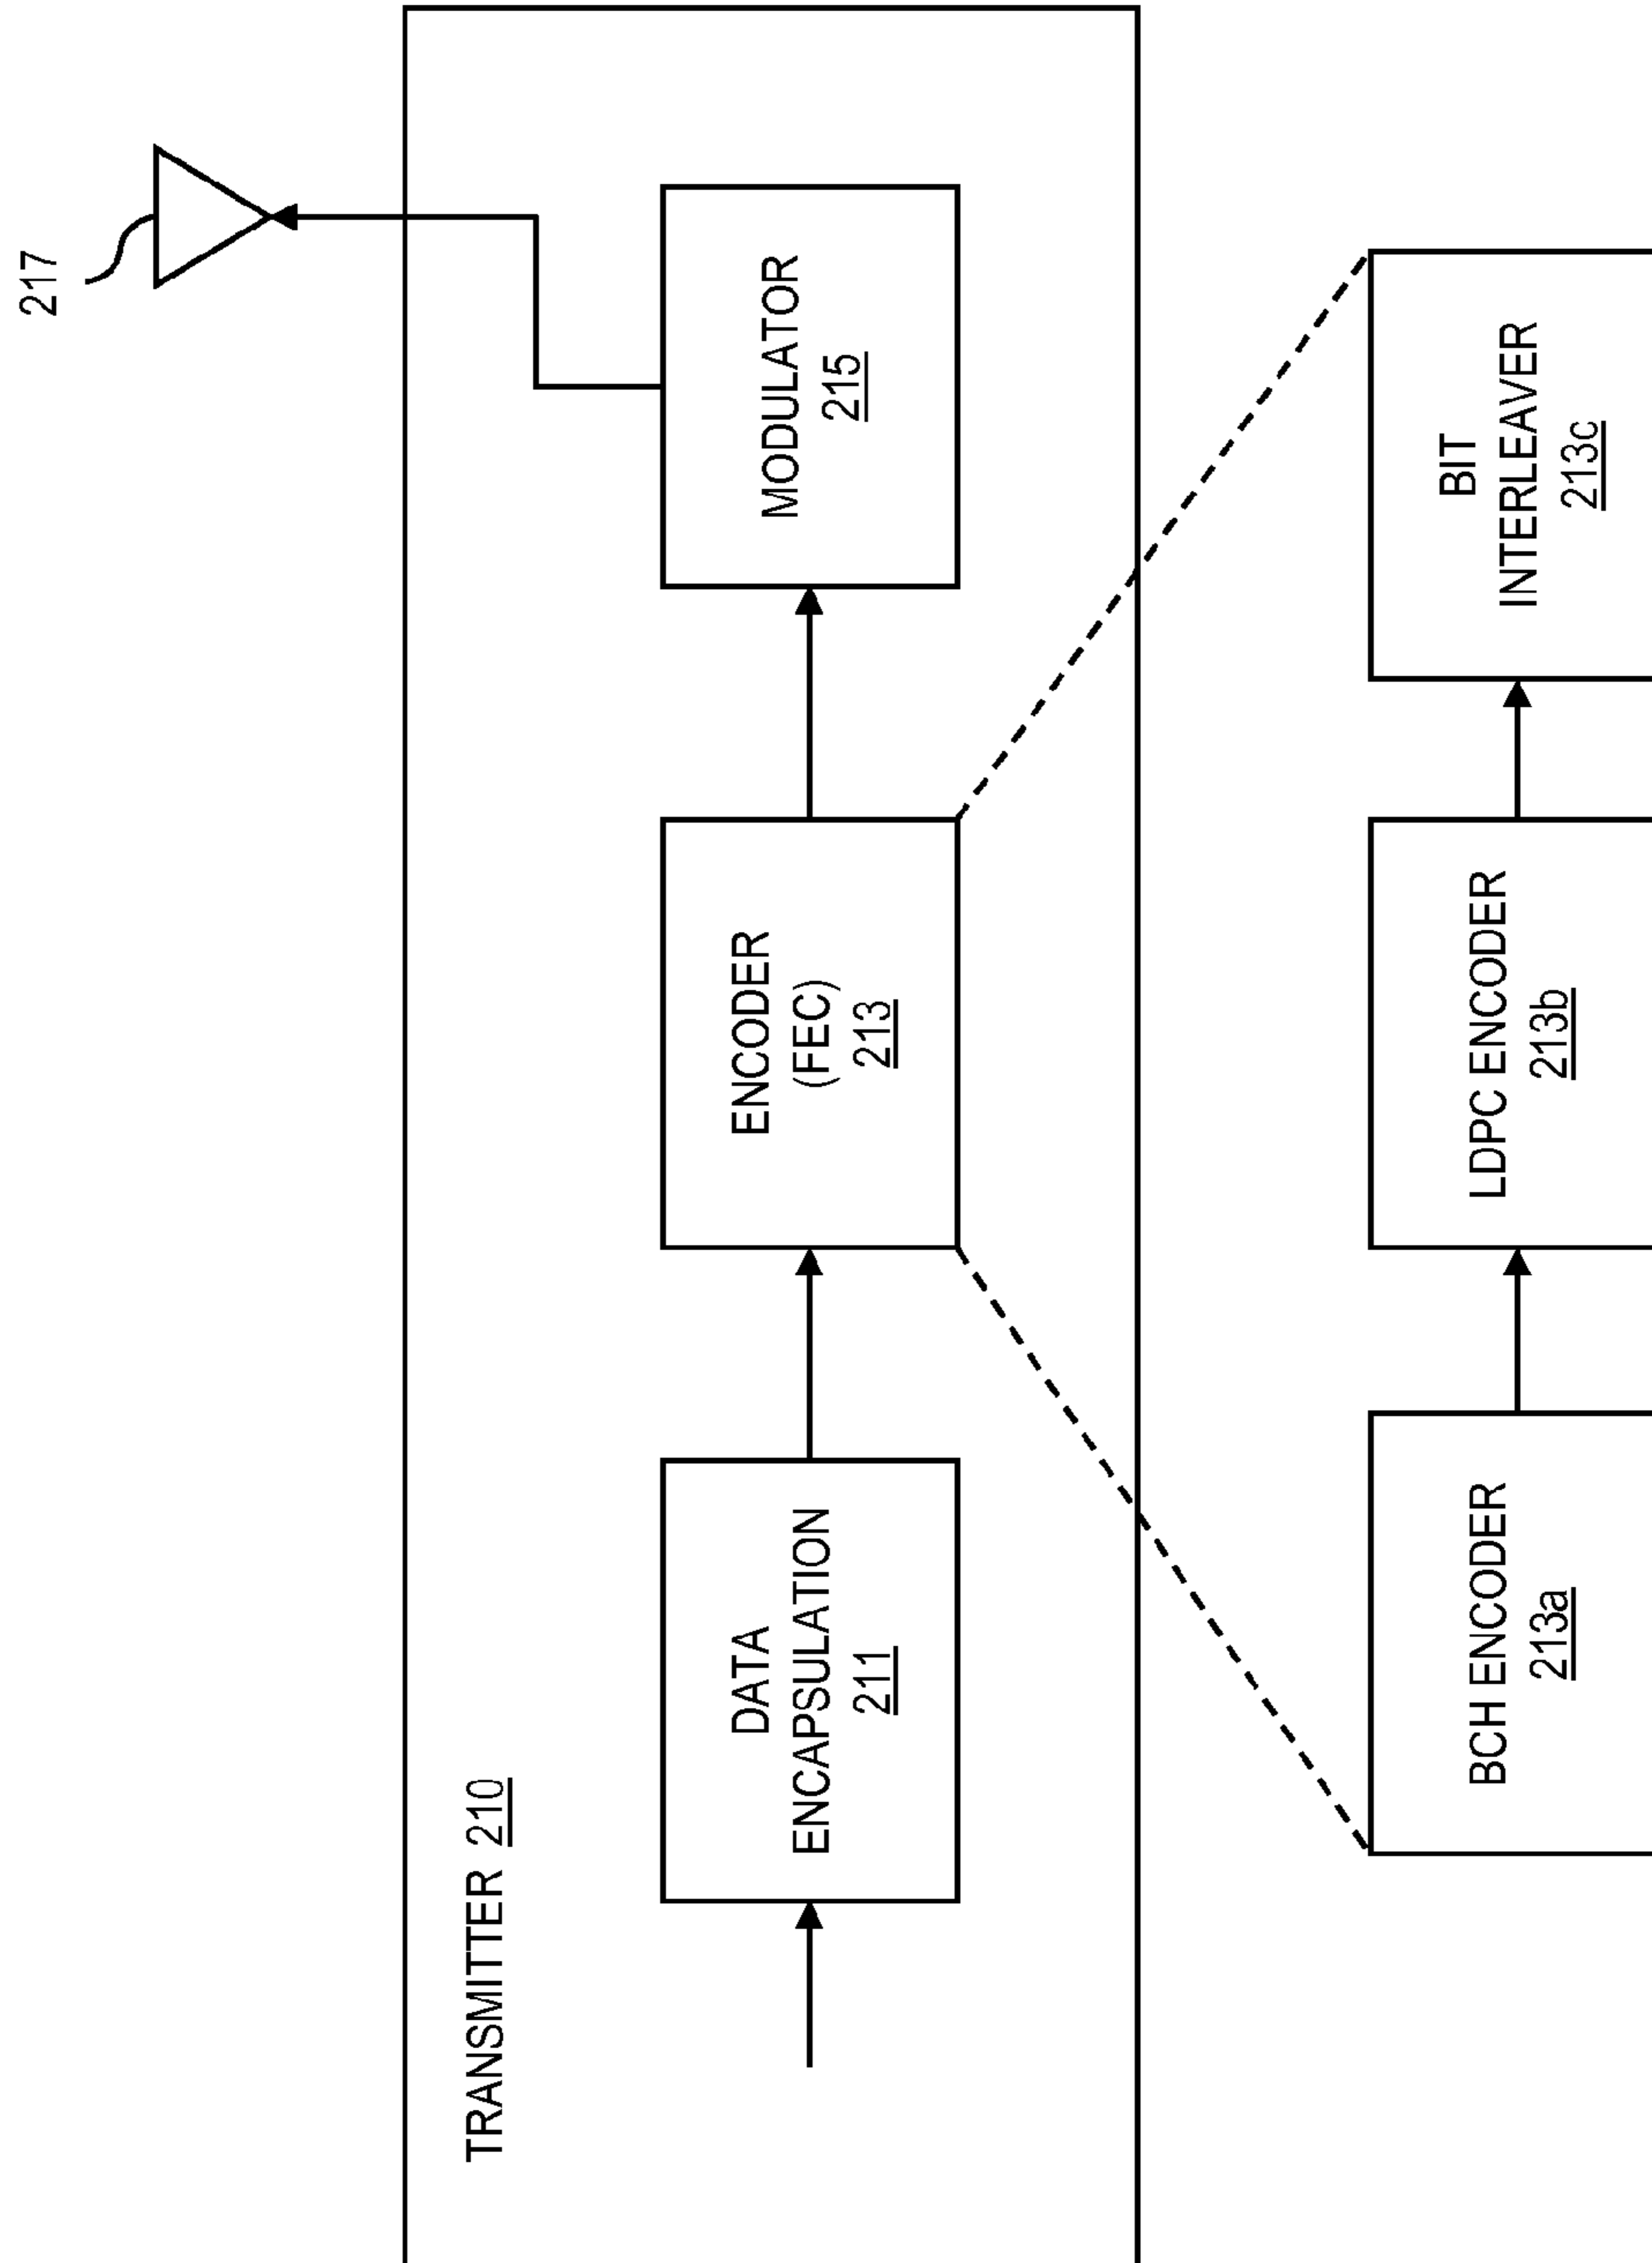 217
TRANSMITTER 210
DATA
ENCAPSULATION
211
ENCODER
(FEC)
213
MODULATOR
215
BCH ENCODER
213a
LDPC ENCODER
213b
BIT
INTERLEAVER
213c